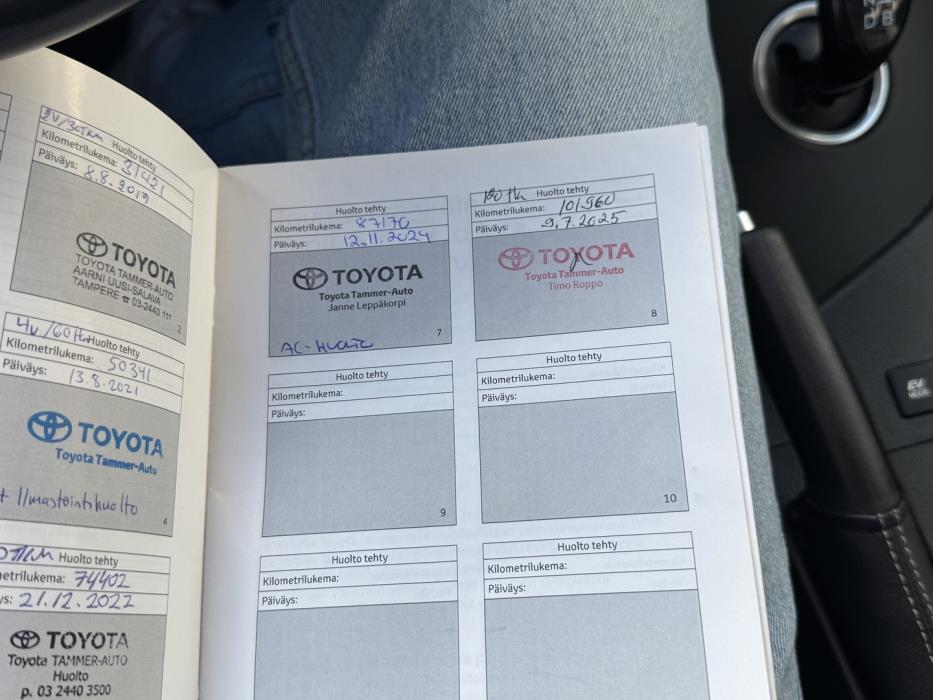 2v/30TKM Huolto tehty
Kilometrilukema: 31421
Päiväys: 8.8.2019
TOYOTA
TOYOTA TAMMER-AUTO
AARNI UUSI-SALAVA
TAMPERE ☎ 03-2440 111
2
4v./60tkm Huolto tehty
Kilometrilukema: 50341
Päiväys: 13.8.2021
TOYOTA
Toyota Tammer-Auto
+ Ilmastointihuolto
4
Huolto tehty
etrilukema: 74402
s: 21.12.2022
TOYOTA
Toyota TAMMER-AUTO
Huolto
p. 03 2440 3500
Huolto tehty
Kilometrilukema: 87170
Päiväys: 12.11.2024
TOYOTA
Toyota Tammer-Auto
Janne Leppäkorpi
7
AC-HUOLTO
Huolto tehty
Kilometrilukema: 101960
Päiväys: 9.7.2025
TOYOTA
Toyota Tammer-Auto
Timo Roppo
8
Huolto tehty
Kilometrilukema:
Päiväys:
9
Huolto tehty
Kilometrilukema:
Päiväys:
10
Huolto tehty
Kilometrilukema:
Päiväys:
Huolto tehty
Kilometrilukema:
Päiväys:
EV
MODE